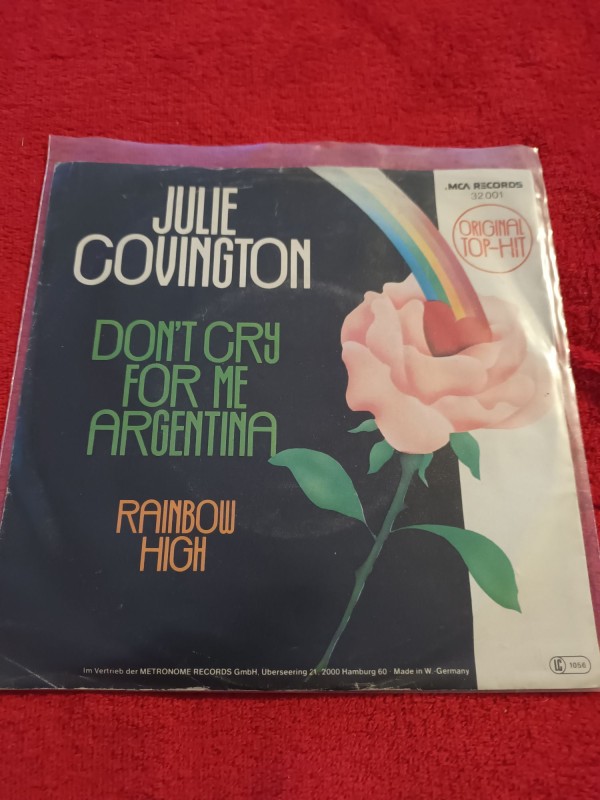 .MCA RECORDS
32.001
ORIGINAL
TOP-HIT
JULIE
COVINGTON
DON'T CRY
FOR ME
ARGENTINA
RAINBOW
HIGH
Im Vertrieb der METRONOME RECORDS GmbH, Überseering 21, 2000 Hamburg 60 · Made in W.-Germany
LC 1056